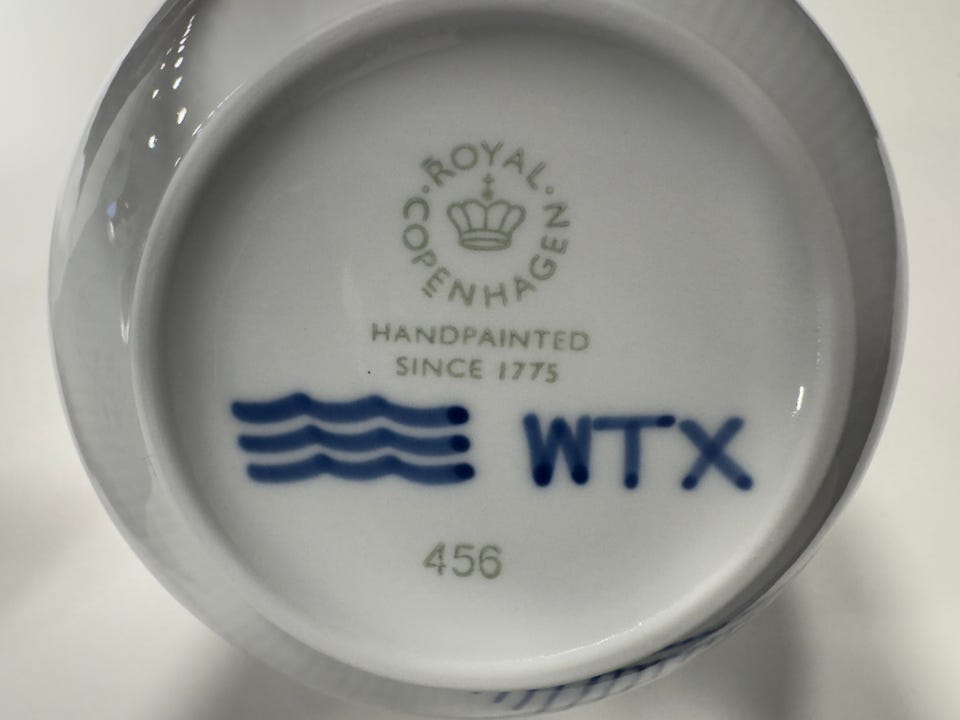 ROYAL
COPENHAGEN
HANDPAINTED
SINCE 1775
WTX
456